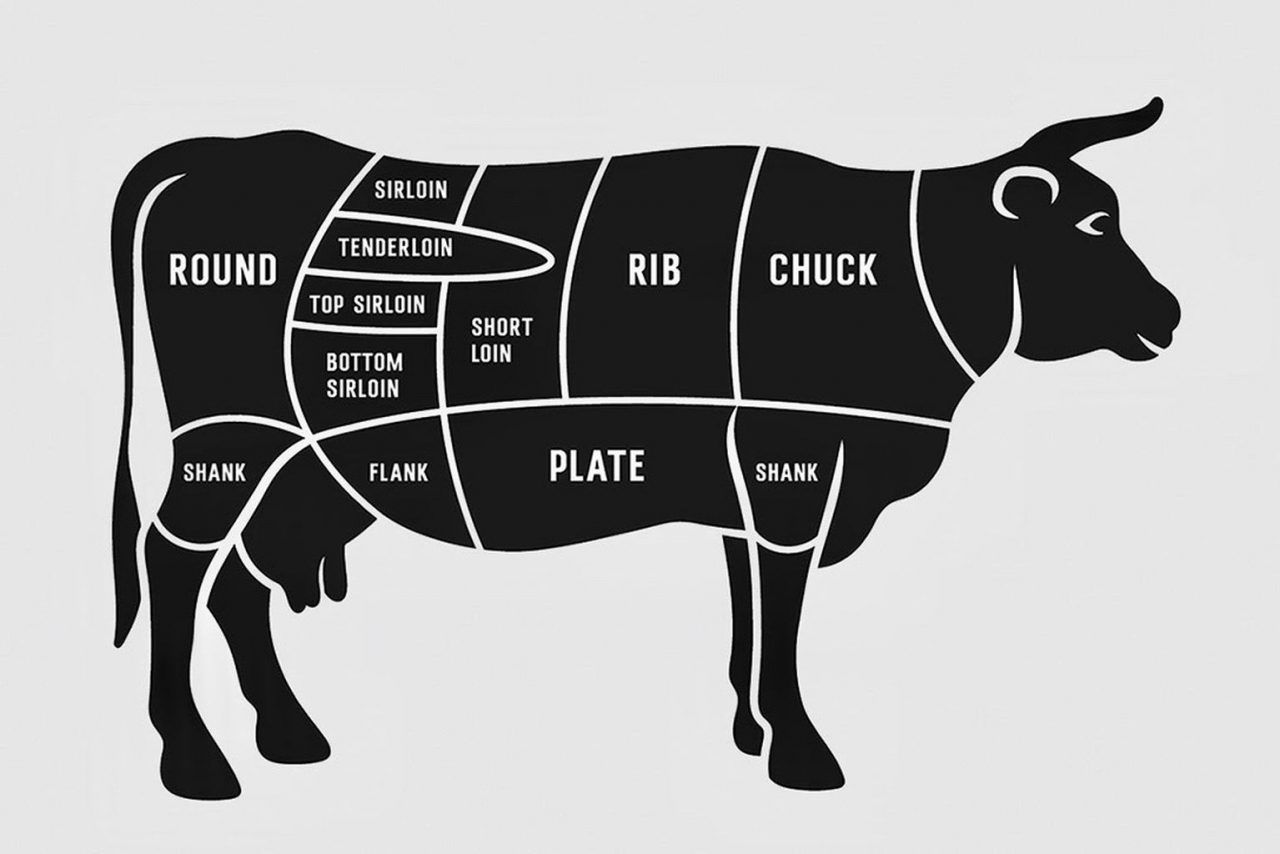 SIRLOIN
TENDERLOIN
ROUND
RIB
CHUCK
TOP SIRLOIN
SHORT
LOIN
BOTTOM
SIRLOIN
SHANK
FLANK
PLATE
SHANK